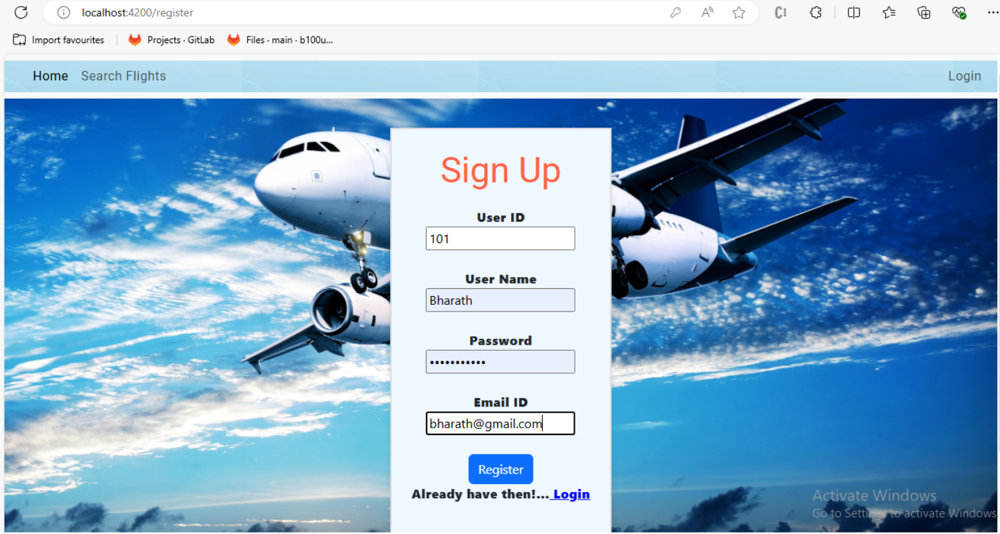 localhost:4200/register
Import favourites Projects · GitLab Files · main · b100u...
Home Search Flights Login
Sign Up
User ID
101
User Name
Bharath
Password
•••••••••••
Email ID
bharath@gmail.com
Register
Already have then!... Login
Activate Windows
Go to Settings to activate Windows.